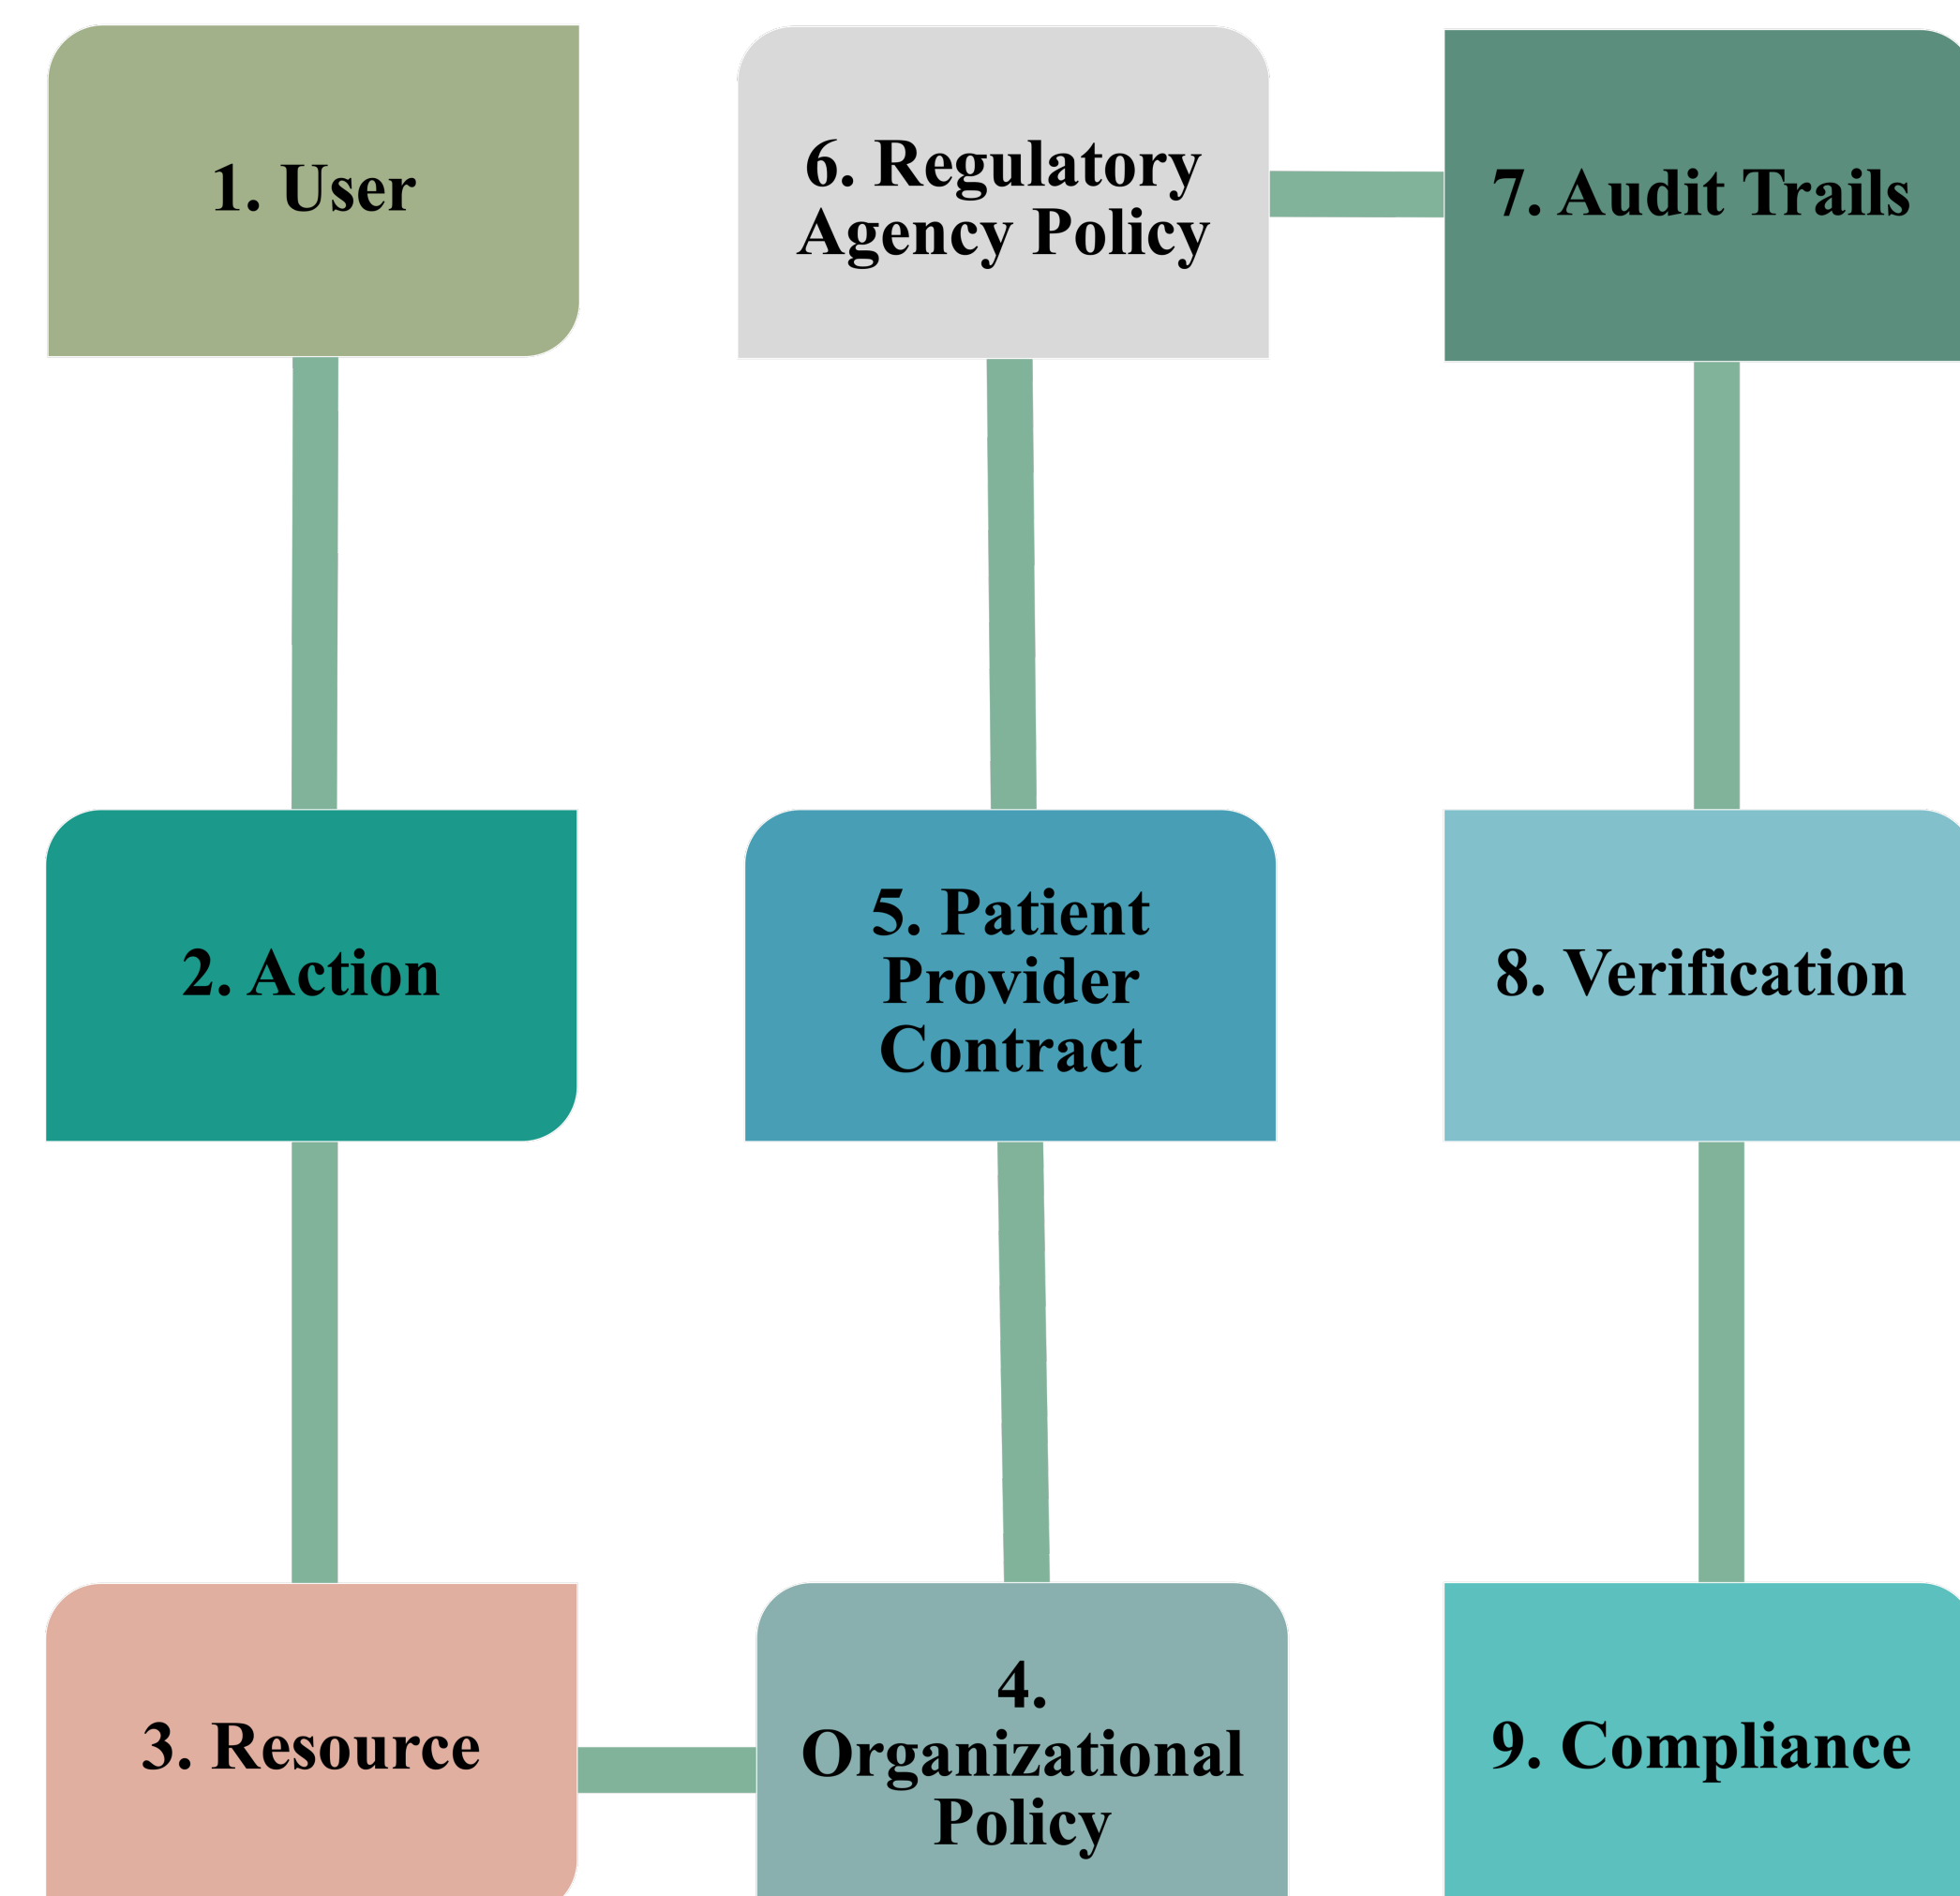 1. User
6. Regulatory
Agency Policy
7. Audit Trails
2. Action
5. Patient
Provider
Contract
8. Verification
3. Resource
4.
Organizational
Policy
9. Compliance